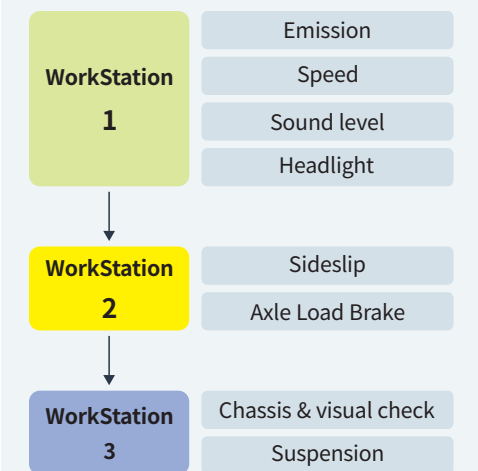 WorkStation
1
Emission
Speed
Sound level
Headlight
WorkStation
2
Sideslip
Axle Load Brake
WorkStation
3
Chassis & visual check
Suspension